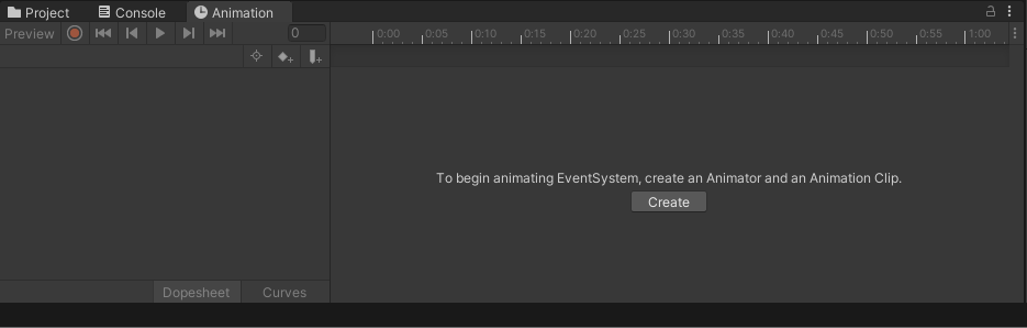 Project Console Animation
Preview 0 0:00 0:05 0:10 0:15 0:20 0:25 0:30 0:35 0:40 0:45 0:50 0:55 1:00
To begin animating EventSystem, create an Animator and an Animation Clip.
Create
Dopesheet Curves